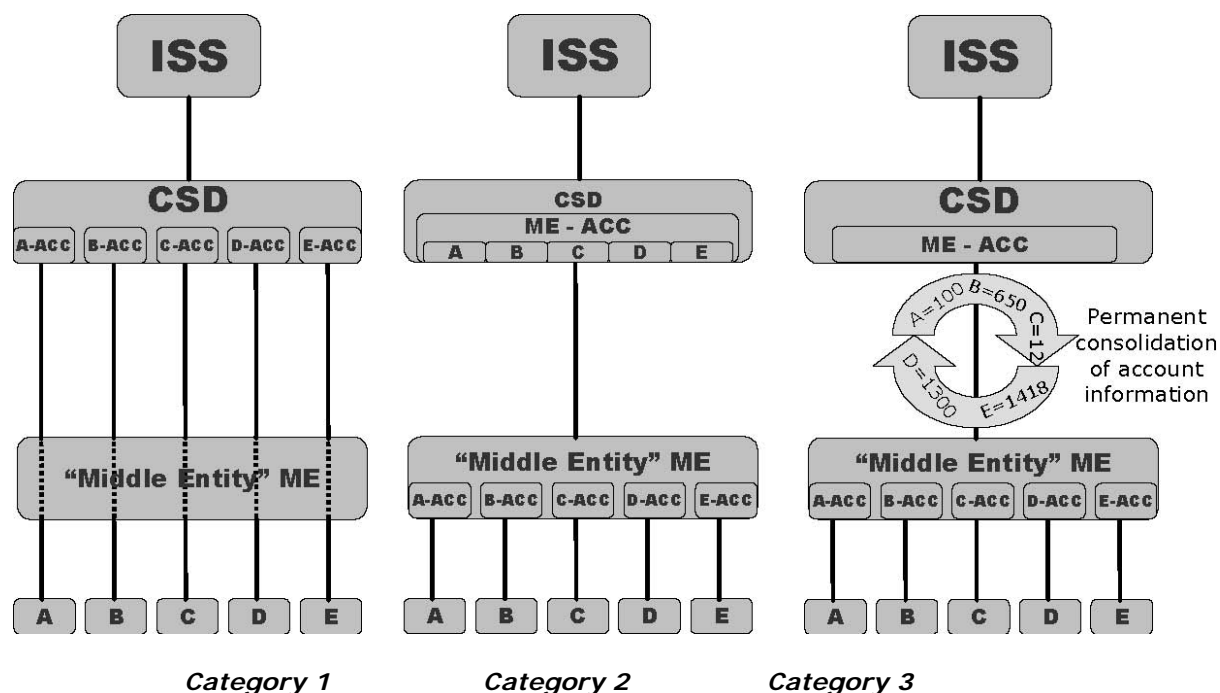 ISS
CSD
A-ACC B-ACC C-ACC D-ACC E-ACC
“Middle Entity” ME
A B C D E
Category 1
ISS
CSD
ME - ACC
A B C D E
“Middle Entity” ME
A-ACC B-ACC C-ACC D-ACC E-ACC
A B C D E
Category 2
ISS
CSD
ME - ACC
A=100 B=650 C=12 E=1418 D=1300
Permanent
consolidation
of account
information
“Middle Entity” ME
A-ACC B-ACC C-ACC D-ACC E-ACC
A B C D E
Category 3